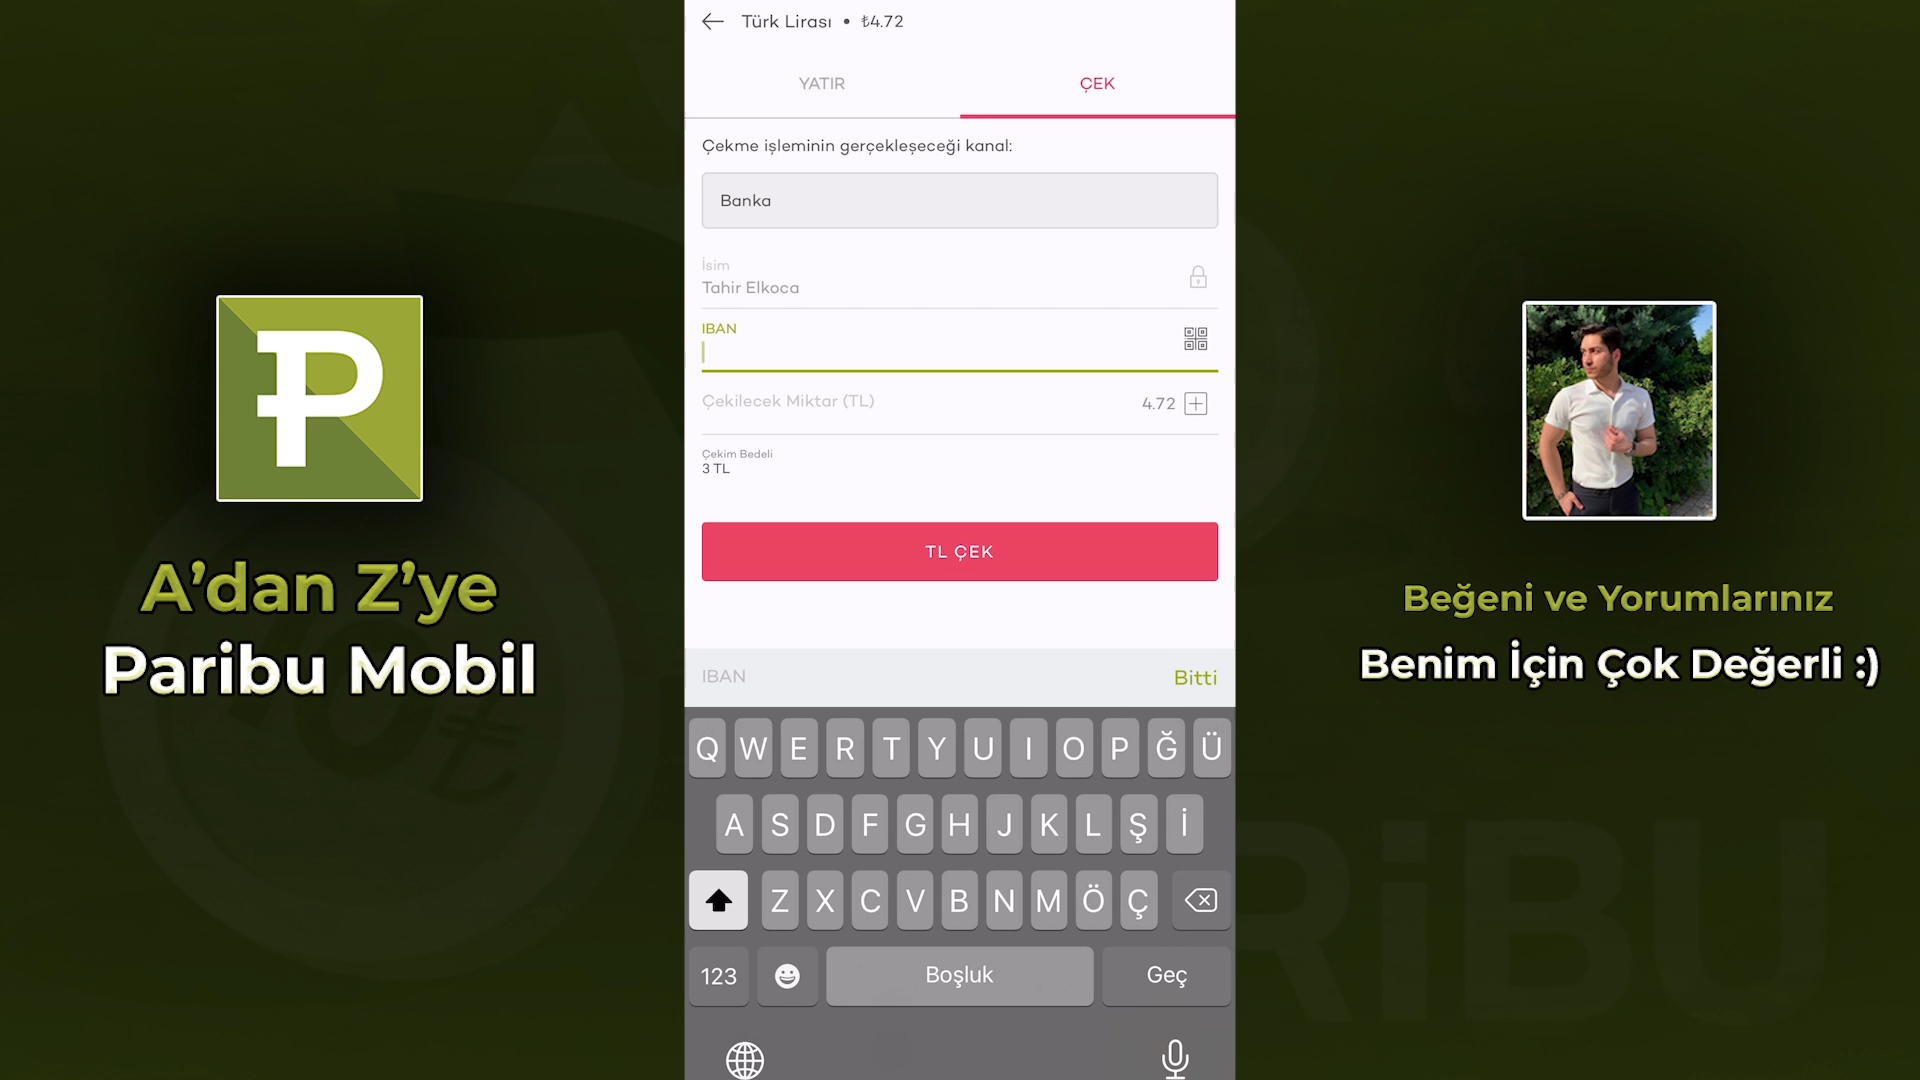 Türk Lirası • ₺4.72
YATIR
ÇEK
Çekme işleminin gerçekleşeceği kanal:
Banka
İsim
Tahir Elkoca
IBAN
Çekilecek Miktar (TL)
4.72
Çekim Bedeli
3 TL
TL ÇEK
IBAN
Bitti
Q W E R T Y U I O P Ğ Ü
A S D F G H J K L Ş İ
Z X C V B N M Ö Ç
123
Boşluk
Geç
A’dan Z’ye
Paribu Mobil
Beğeni ve Yorumlarınız
Benim İçin Çok Değerli :)
10₺
RiBU